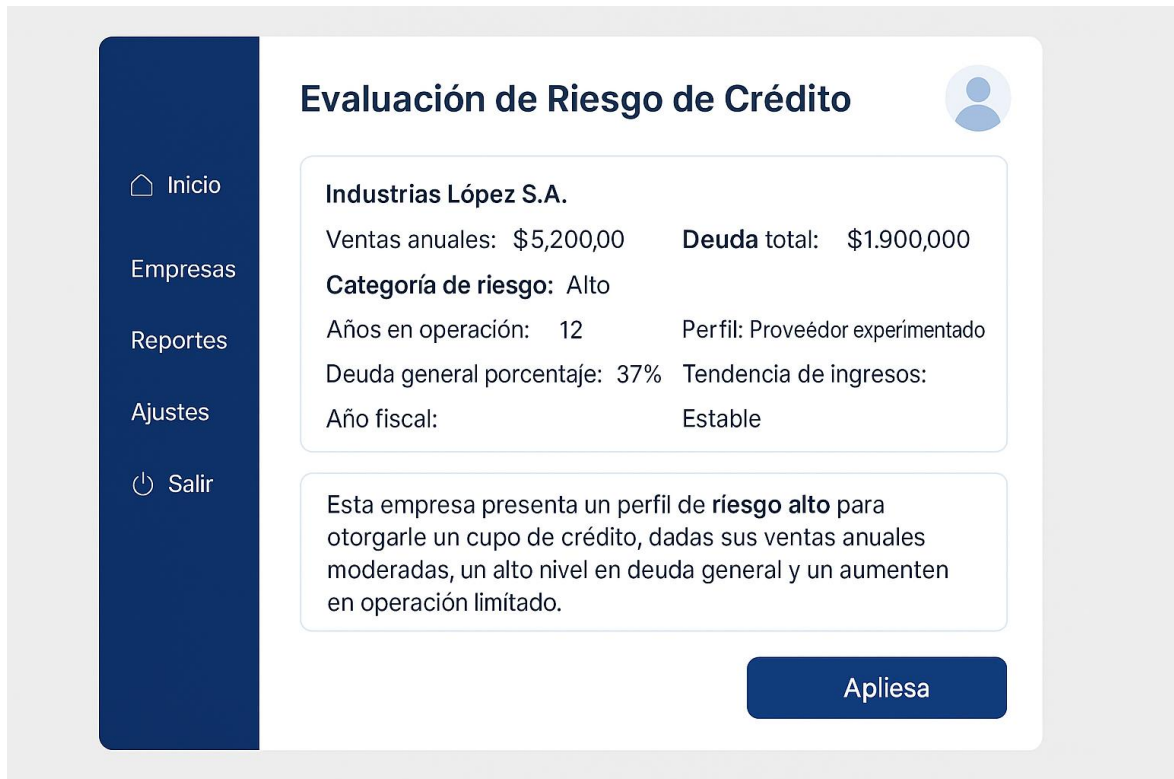 Evaluación de Riesgo de Crédito
Inicio
Empresas
Reportes
Ajustes
Salir
Industrias López S.A.
Ventas anuales: $5,200,00 Deuda total: $1.900,000
Categoría de riesgo: Alto
Años en operación: 12 Perfil: Proveédor experimentado
Deuda general porcentaje: 37% Tendencia de ingresos:
Año fiscal: Estable
Esta empresa presenta un perfil de ríesgo alto para
otorgarle un cupo de crédito, dadas sus ventas anuales
moderadas, un alto nivel en deuda general y un aumenten
en operación limítado.
Apliesa